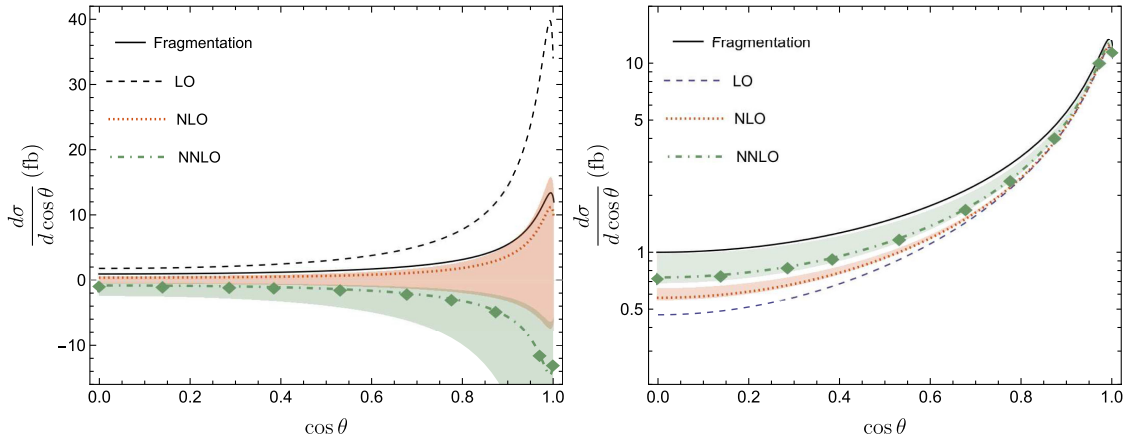 40
30
20
10
0
−10
dσ
d cos θ (fb)
Fragmentation
LO
NLO
NNLO
0.0 0.2 0.4 0.6 0.8 1.0
cos θ
10
5
1
0.5
dσ
d cos θ (fb)
Fragmentation
LO
NLO
NNLO
0.0 0.2 0.4 0.6 0.8 1.0
cos θ